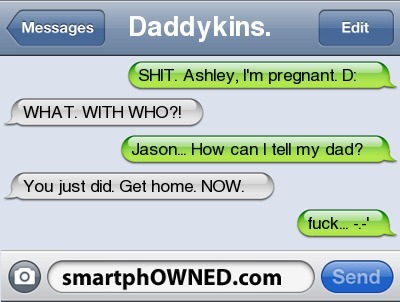 Messages
Daddykins.
Edit
SHIT. Ashley, I'm pregnant. D:
WHAT. WITH WHO?!
Jason... How can I tell my dad?
You just did. Get home. NOW.
fuck... -.-'
smartphOWNED.com
Send